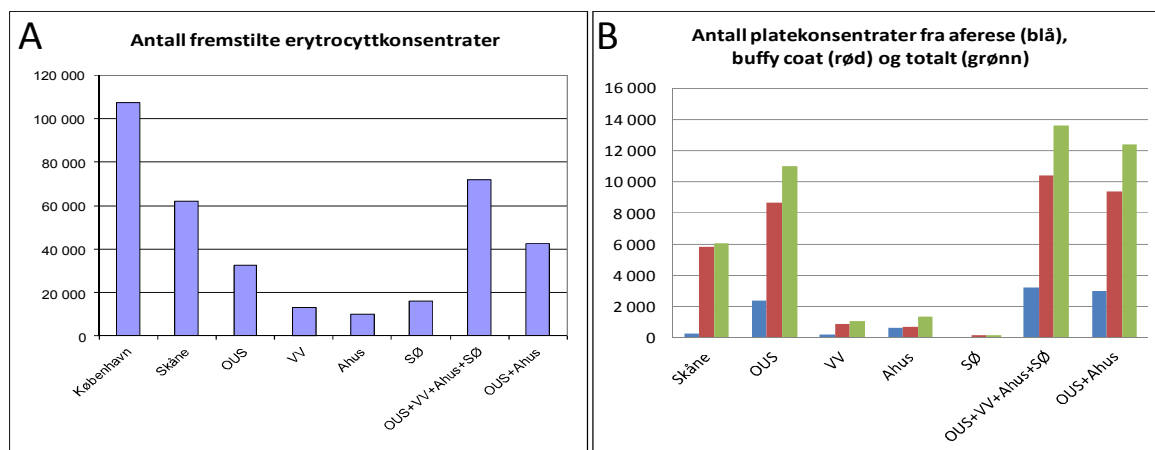 A
Antall fremstilte erytrocyttkonsentrater
120 000
100 000
80 000
60 000
40 000
20 000
0
København
Skåne
OUS
VV
Ahus
SØ
OUS+VV+Ahus+SØ
OUS+Ahus
B
Antall platekonsentrater fra aferese (blå),
buffy coat (rød) og totalt (grønn)
16 000
14 000
12 000
10 000
8 000
6 000
4 000
2 000
0
Skåne
OUS
VV
Ahus
SØ
OUS+VV+Ahus+SØ
OUS+Ahus